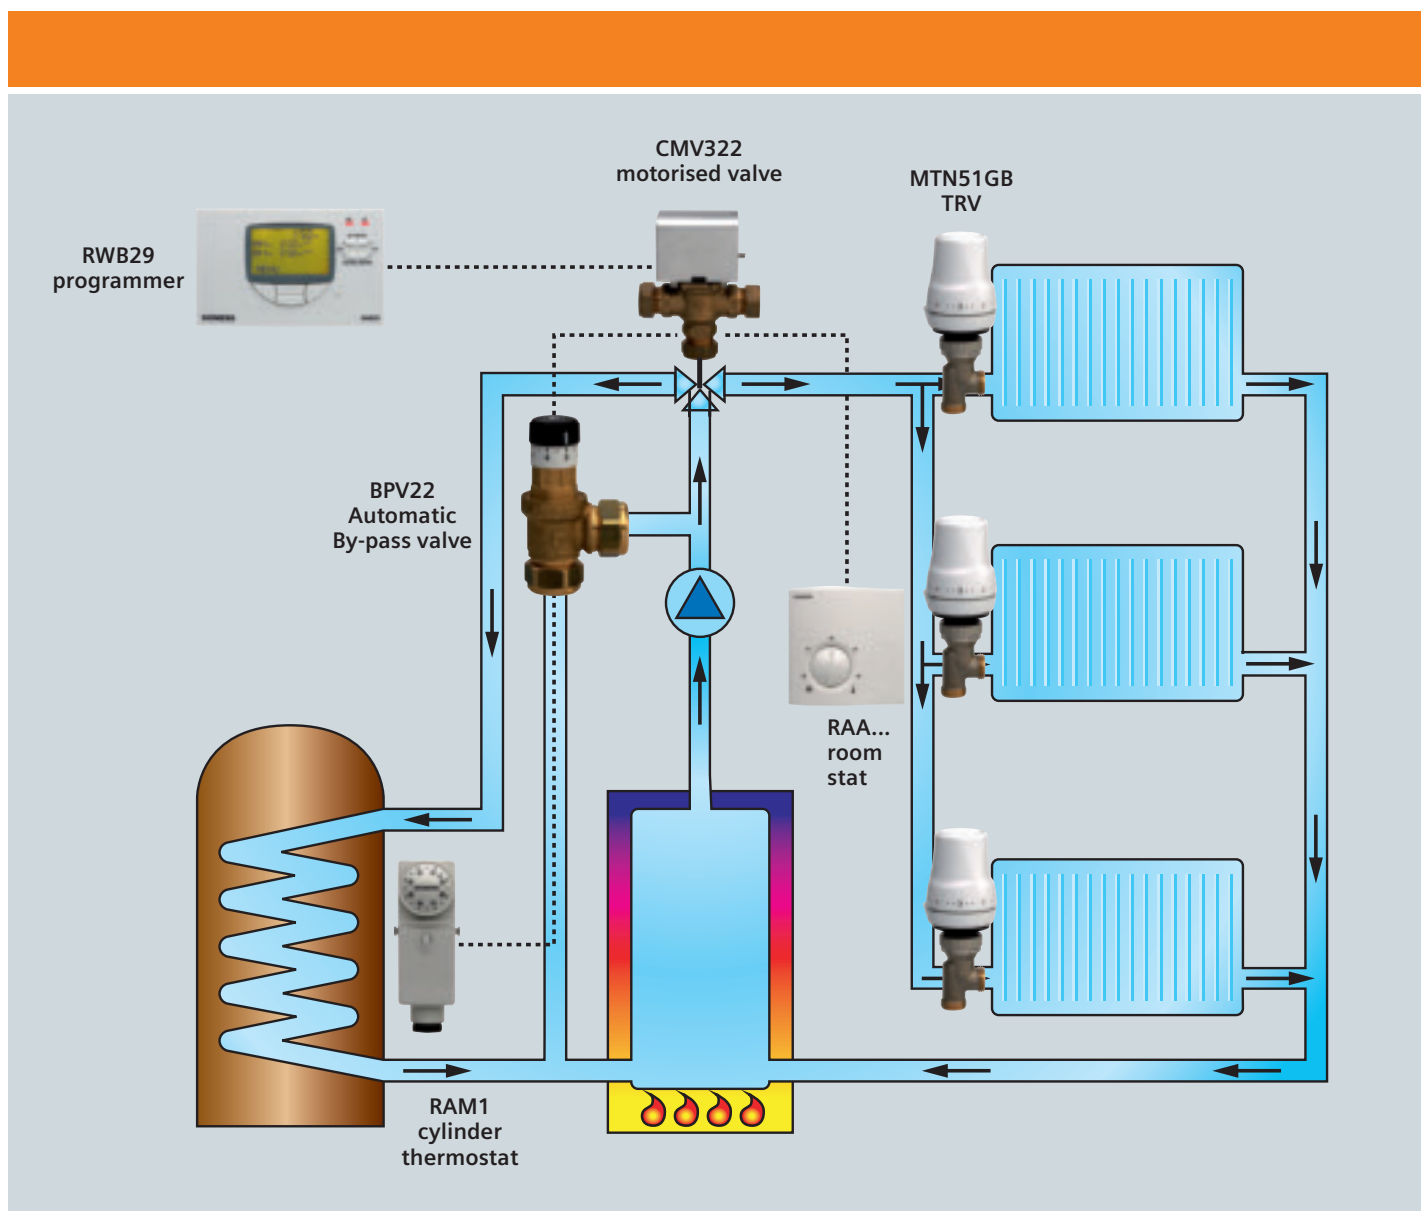 CMV322
motorised valve
MTN51GB
TRV
RWB29
programmer
BPV22
Automatic
By-pass valve
RAA...
room
stat
RAM1
cylinder
thermostat